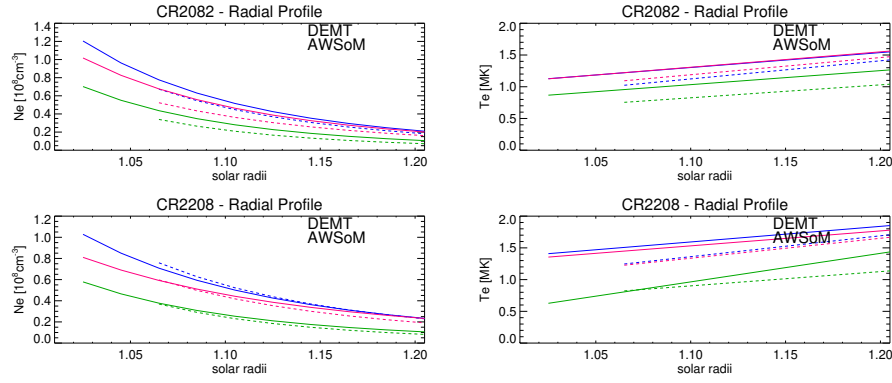 CR2082 - Radial Profile
DEMT
AWSoM
Ne [10⁸cm⁻³]
1.4
1.2
1.0
0.8
0.6
0.4
0.2
0.0
1.05 1.10 1.15 1.20
solar radii
CR2082 - Radial Profile
DEMT
AWSoM
Te [MK]
2.0
1.5
1.0
0.5
0.0
1.05 1.10 1.15 1.20
solar radii
CR2208 - Radial Profile
DEMT
AWSoM
Ne [10⁸cm⁻³]
1.2
1.0
0.8
0.6
0.4
0.2
0.0
1.05 1.10 1.15 1.20
solar radii
CR2208 - Radial Profile
DEMT
AWSoM
Te [MK]
2.0
1.5
1.0
0.5
0.0
1.05 1.10 1.15 1.20
solar radii